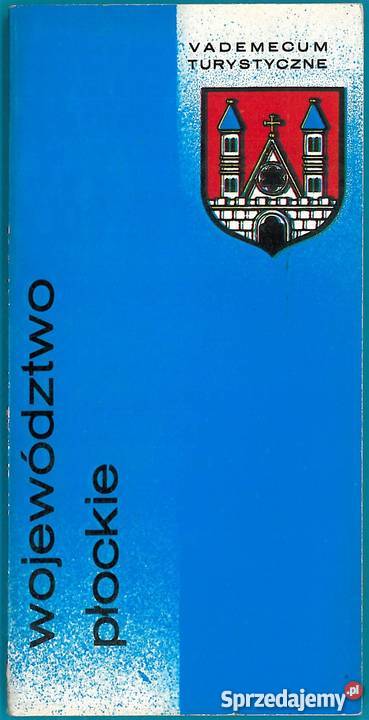 VADEMECUM
TURYSTYCZNE
województwo
płockie
Sprzedajemy.pl